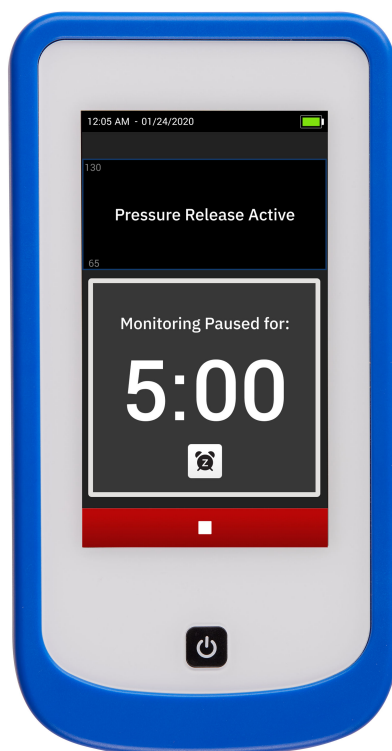 12:05 AM - 01/24/2020
130
Pressure Release Active
65
Monitoring Paused for:
5:00
Z